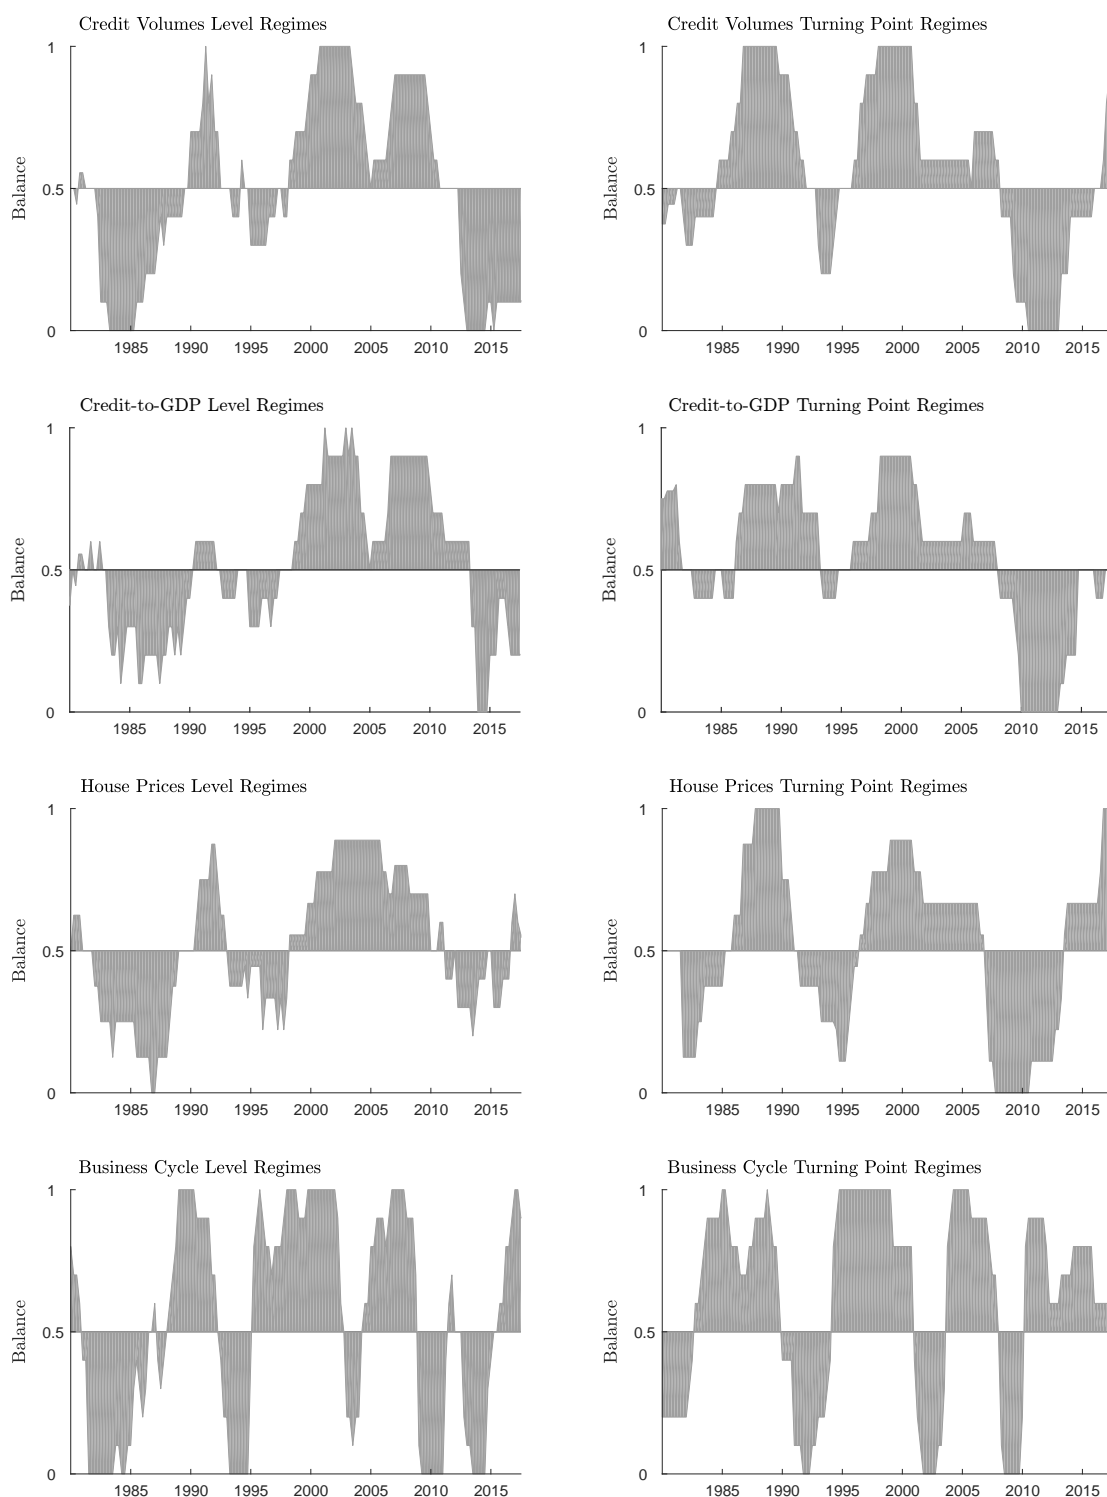 Credit Volumes Level Regimes
1
0.5
0
Balance
1985 1990 1995 2000 2005 2010 2015
Credit Volumes Turning Point Regimes
1
0.5
0
Balance
1985 1990 1995 2000 2005 2010 2015
Credit-to-GDP Level Regimes
1
0.5
0
Balance
1985 1990 1995 2000 2005 2010 2015
Credit-to-GDP Turning Point Regimes
1
0.5
0
Balance
1985 1990 1995 2000 2005 2010 2015
House Prices Level Regimes
1
0.5
0
Balance
1985 1990 1995 2000 2005 2010 2015
House Prices Turning Point Regimes
1
0.5
0
Balance
1985 1990 1995 2000 2005 2010 2015
Business Cycle Level Regimes
1
0.5
0
Balance
1985 1990 1995 2000 2005 2010 2015
Business Cycle Turning Point Regimes
1
0.5
0
Balance
1985 1990 1995 2000 2005 2010 2015